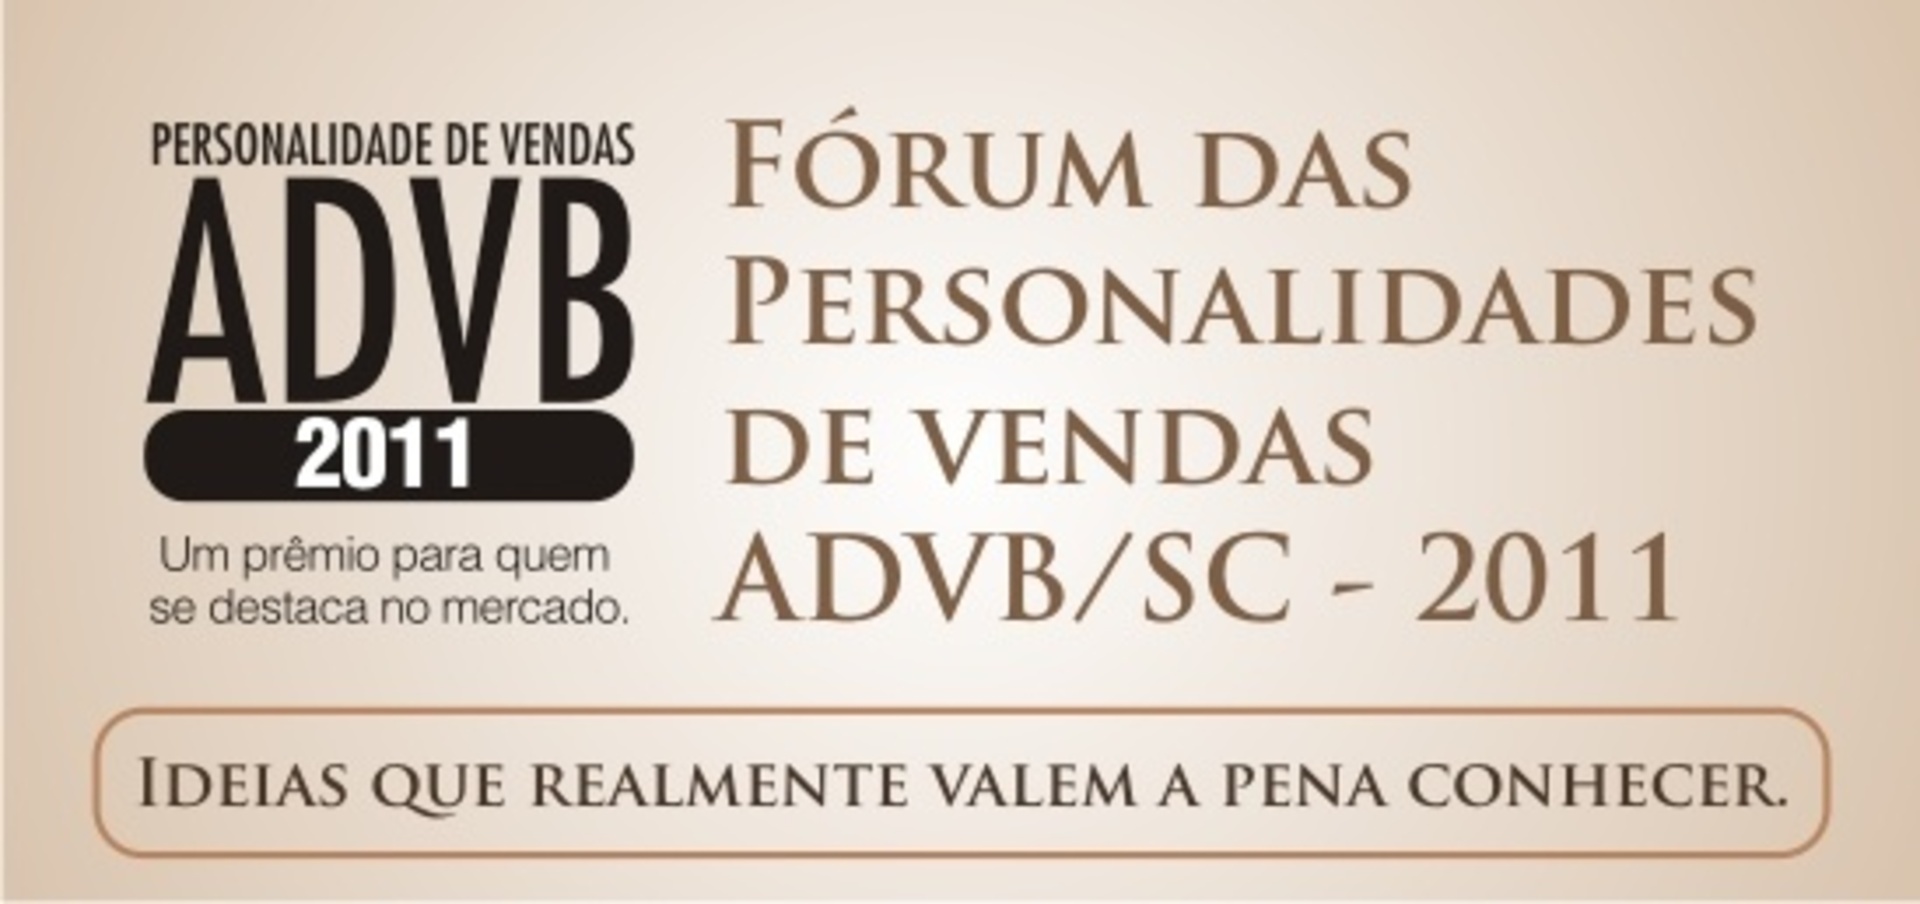 PERSONALIDADE DE VENDAS
ADVB
2011
Um prêmio para quem
se destaca no mercado.
FÓRUM DAS
PERSONALIDADES
DE VENDAS
ADVB/SC - 2011
IDEIAS QUE REALMENTE VALEM A PENA CONHECER.